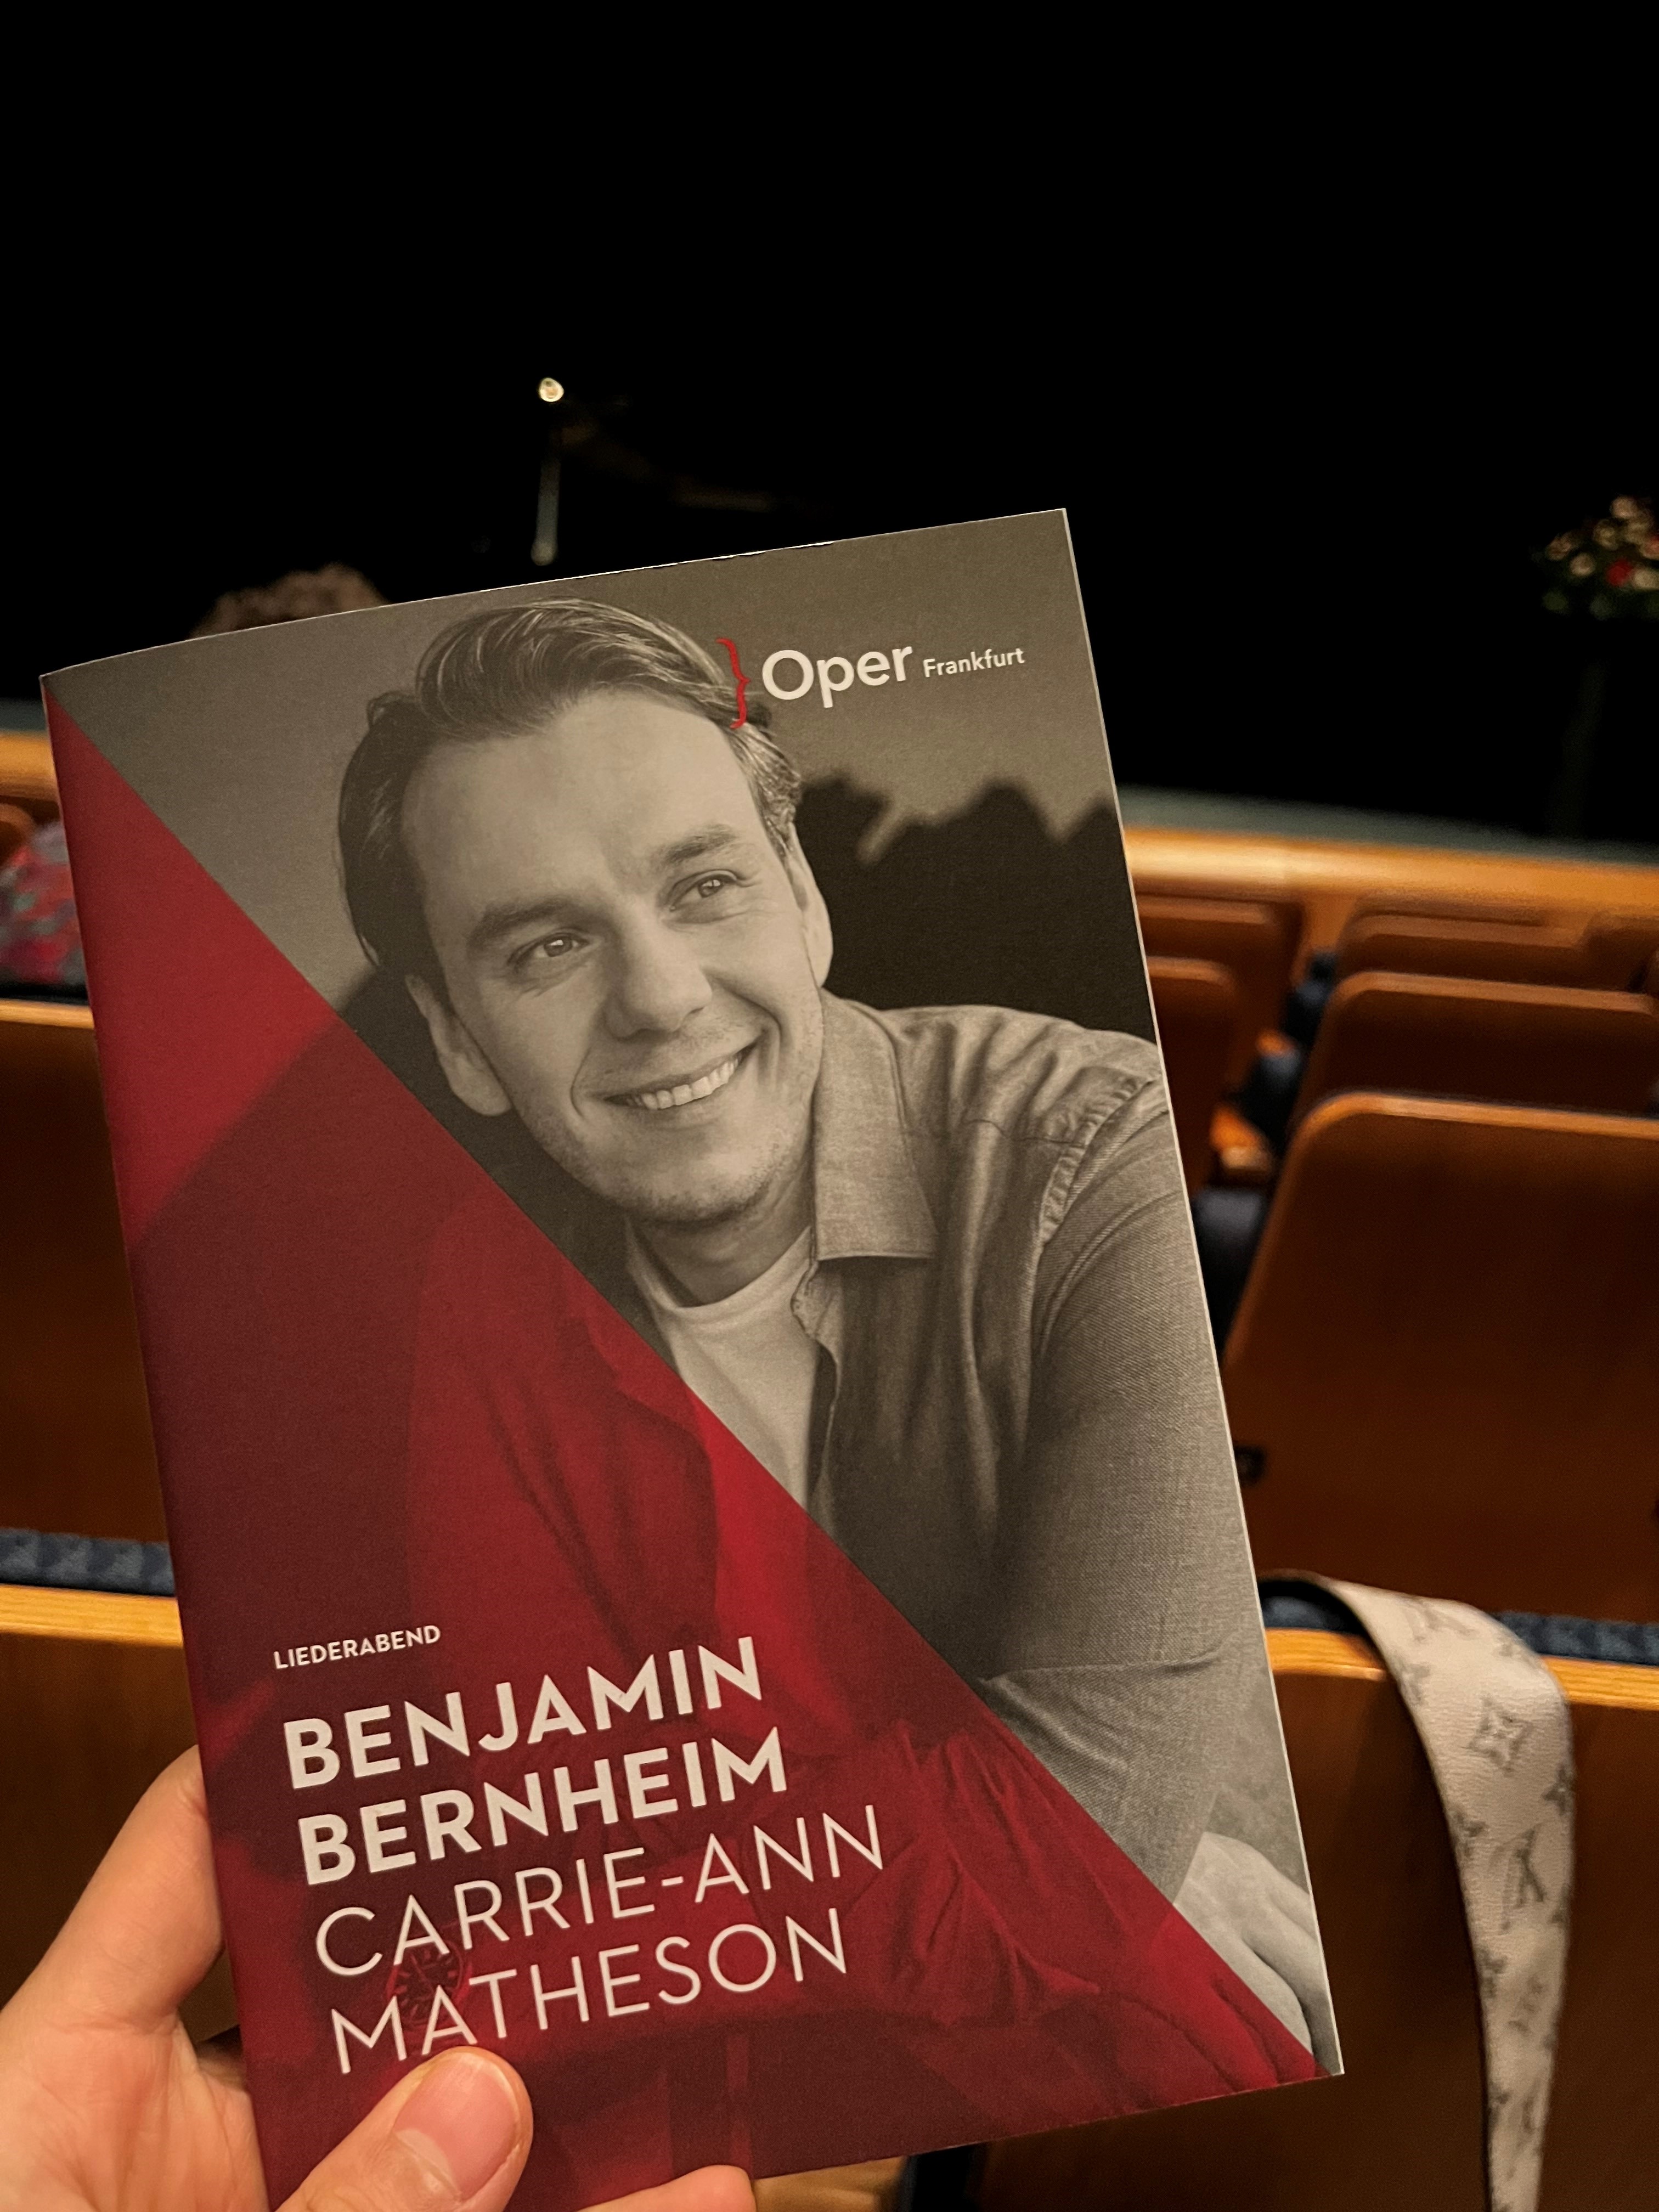 } Oper Frankfurt
LIEDERABEND
BENJAMIN
BERNHEIM
CARRIE-ANN
MATHESON